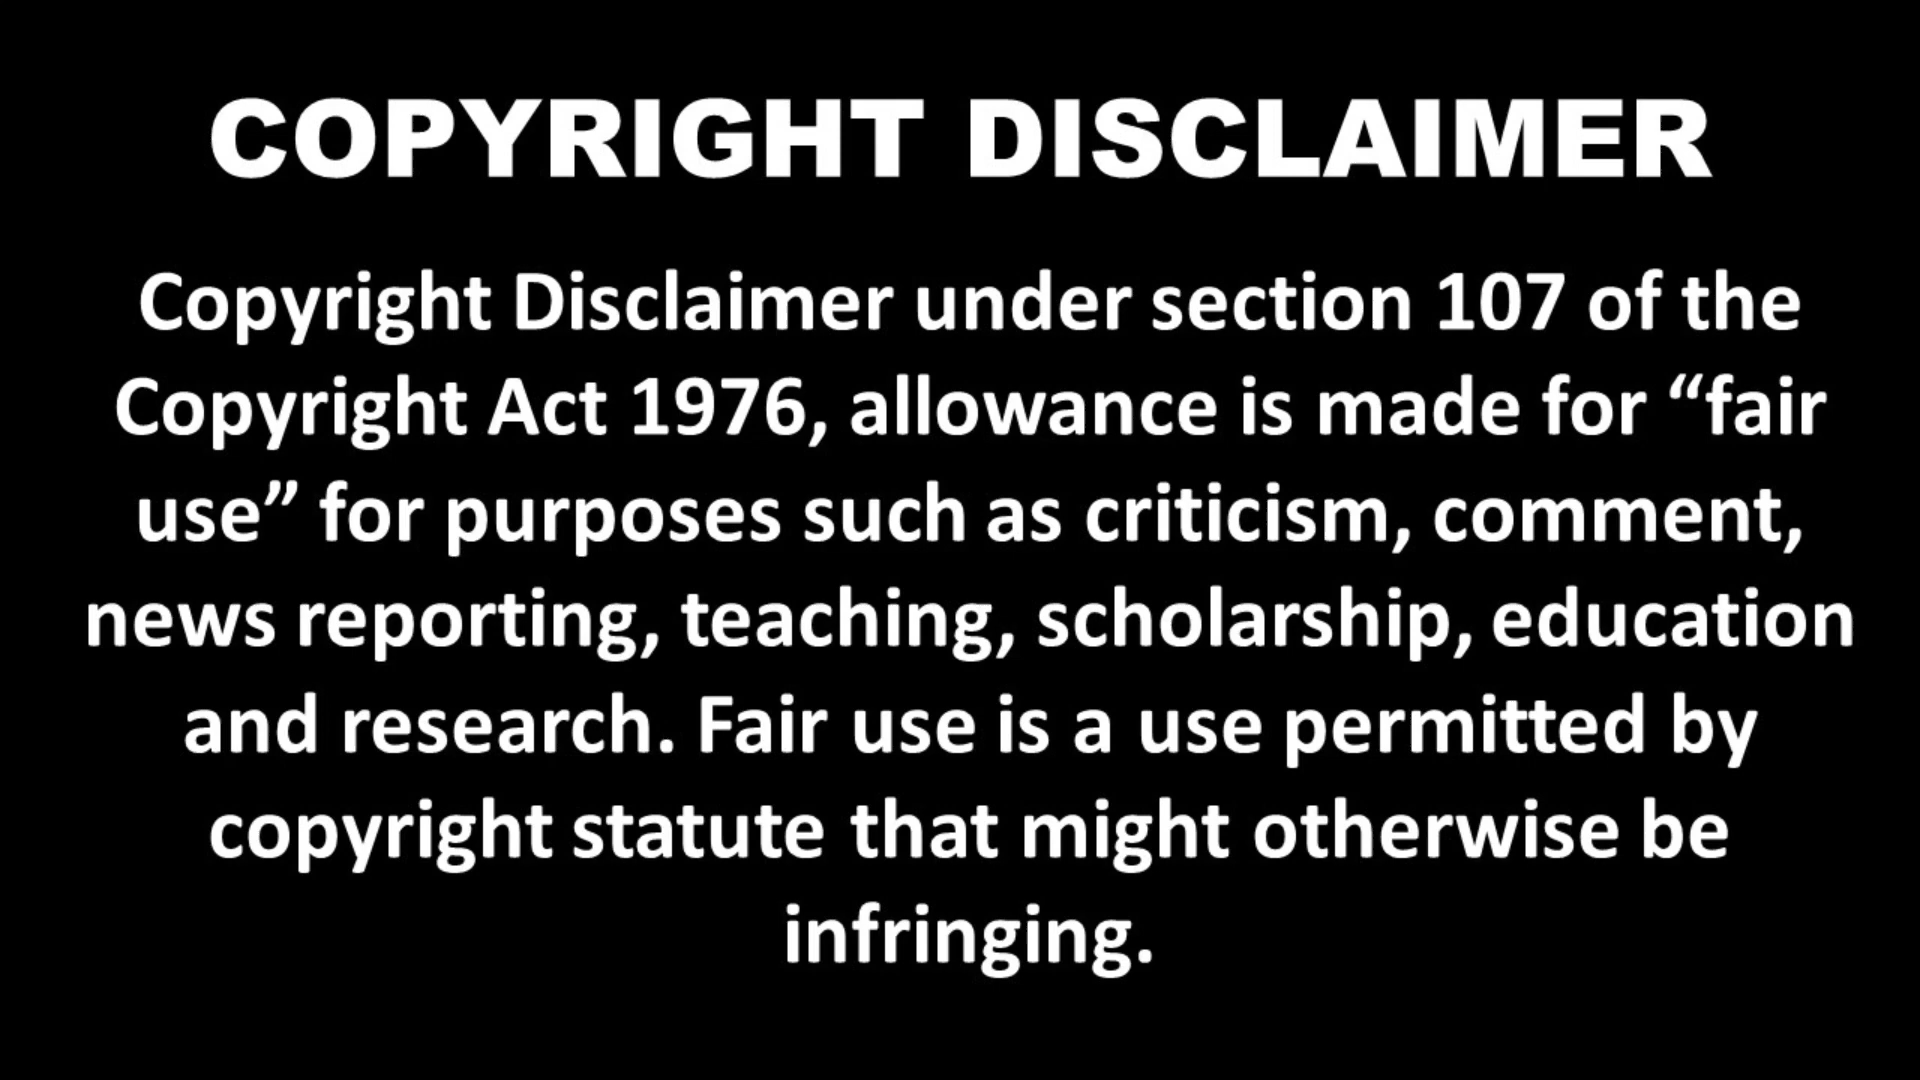 COPYRIGHT DISCLAIMER
Copyright Disclaimer under section 107 of the
Copyright Act 1976, allowance is made for “fair
use” for purposes such as criticism, comment,
news reporting, teaching, scholarship, education
and research. Fair use is a use permitted by
copyright statute that might otherwise be
infringing.